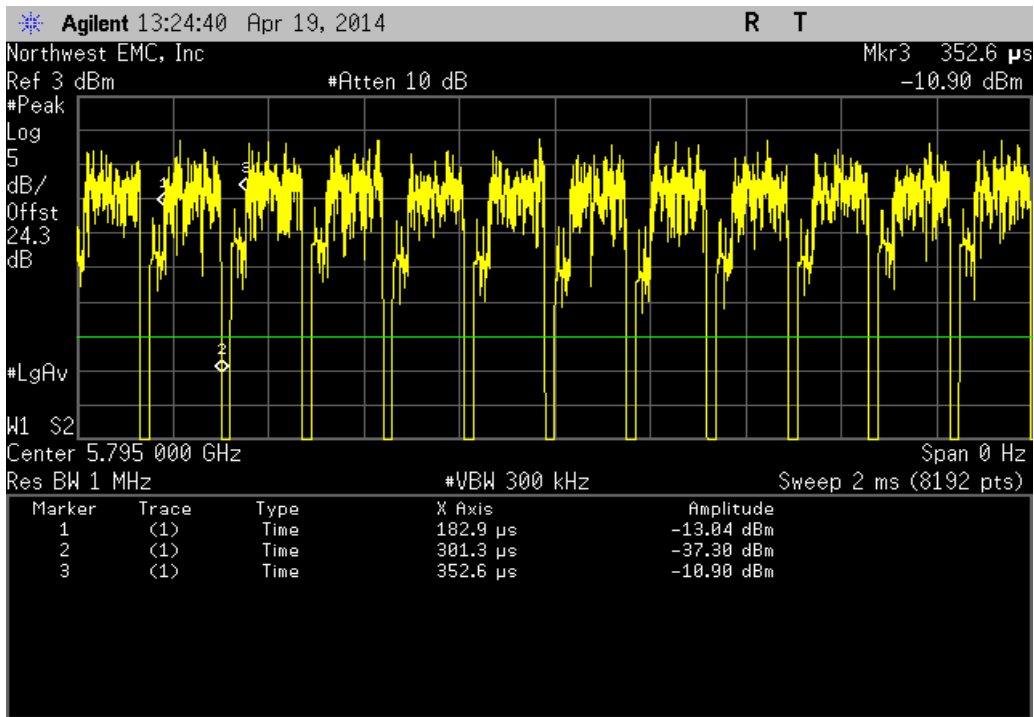 Agilent 13:24:40 Apr 19, 2014 R T
Northwest EMC, Inc Mkr3 352.6 µs
Ref 3 dBm #Atten 10 dB -10.90 dBm
#Peak
Log
5
dB/
Offst
24.3
dB
1
3
2
#LgAv
W1 S2
Center 5.795 000 GHz Span 0 Hz
Res BW 1 MHz #VBW 300 kHz Sweep 2 ms (8192 pts)
Marker Trace Type X Axis Amplitude
1 (1) Time 182.9 µs -13.04 dBm
2 (1) Time 301.3 µs -37.30 dBm
3 (1) Time 352.6 µs -10.90 dBm